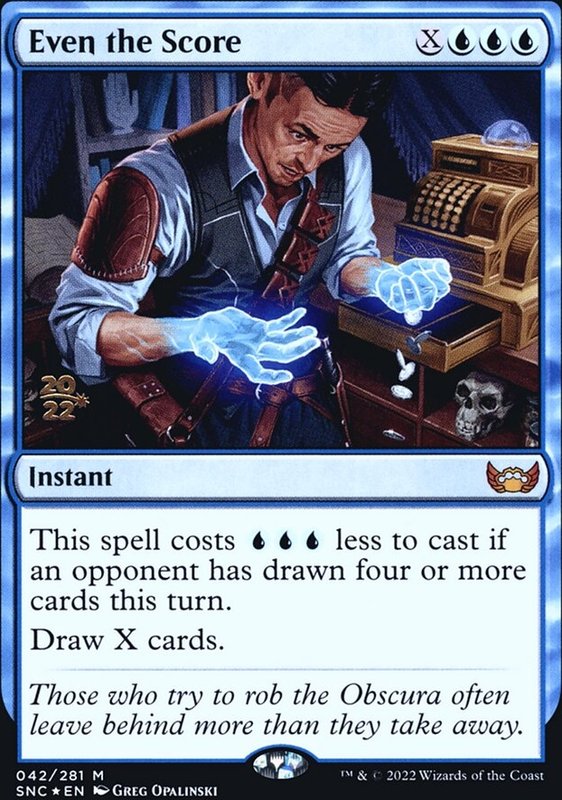 Even the Score X
20
22
Instant
This spell costs less to cast if
an opponent has drawn four or more
cards this turn.
Draw X cards.
Those who try to rob the Obscura often
leave behind more than they take away.
042/281 M
SNC ★ EN Greg Opalinski
™ & © 2022 Wizards of the Coast